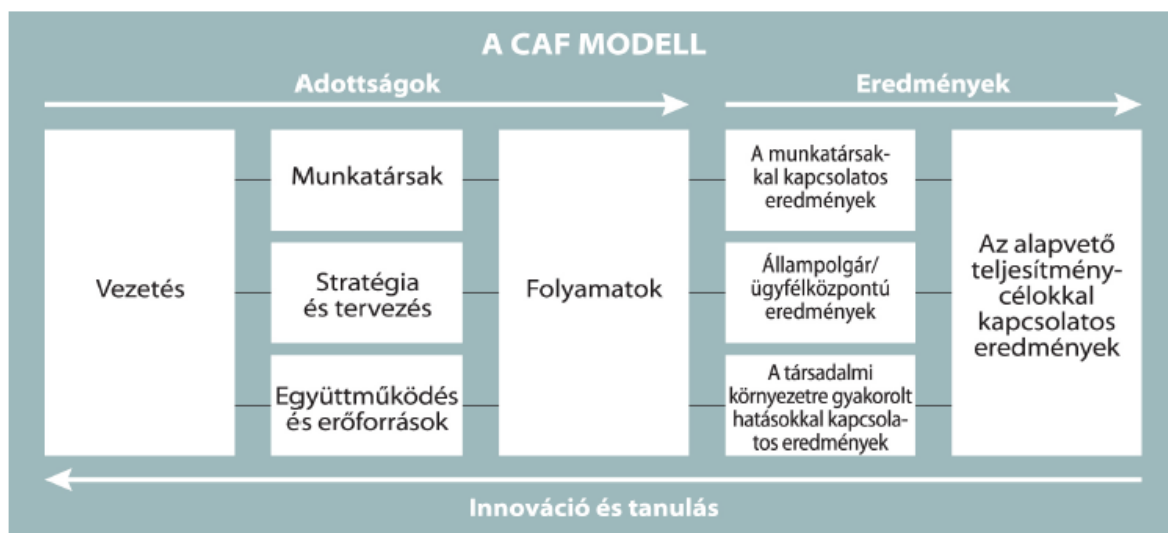 A CAF MODELL
Adottságok
Eredmények
Vezetés
Munkatársak
Stratégia
és tervezés
Együttműködés
és erőforrások
Folyamatok
A munkatársak-
kal kapcsolatos
eredmények
Állampolgár/
ügyfélközpontú
eredmények
A társadalmi
környezetre gyakorolt
hatásokkal kapcsola-
tos eredmények
Az alapvető
teljesítmény-
célokkal
kapcsolatos
eredmények
Innováció és tanulás